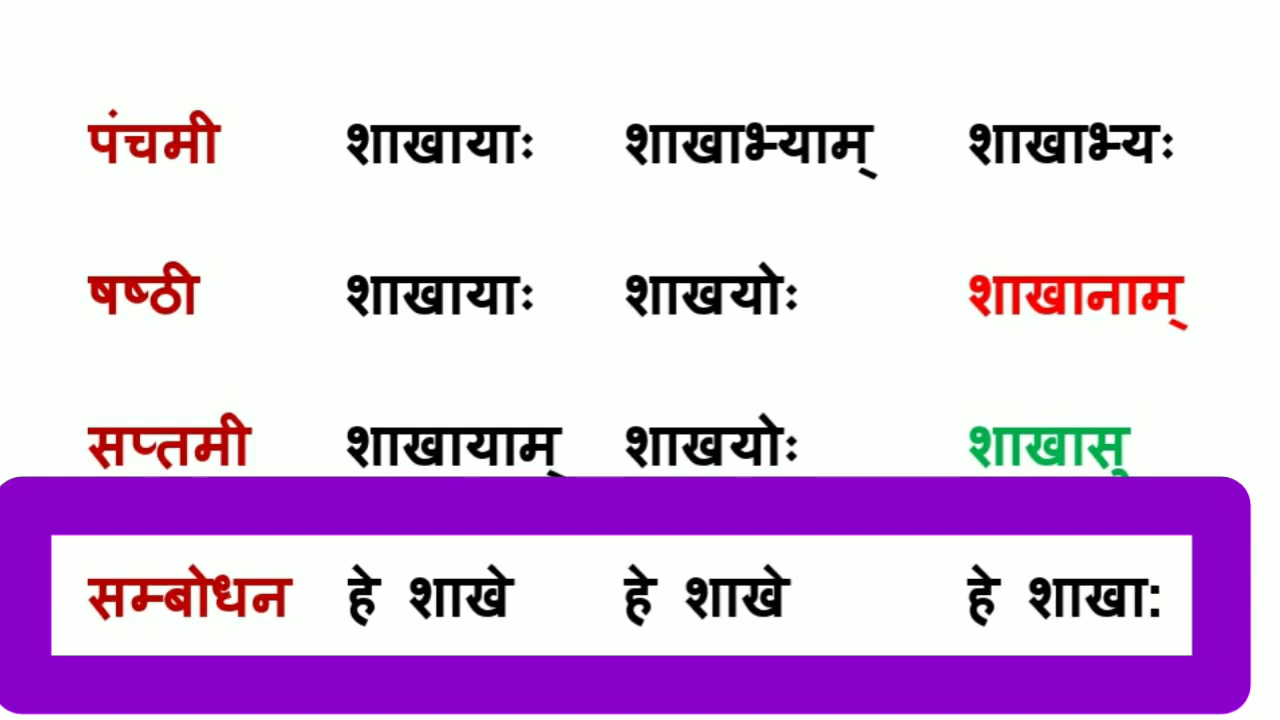 पंचमी शाखायाः शाखाभ्याम् शाखाभ्यः
षष्ठी शाखायाः शाखयोः शाखानाम्
सप्तमी शाखायाम् शाखयोः शाखासु
सम्बोधन हे शाखे हे शाखे हे शाखा: